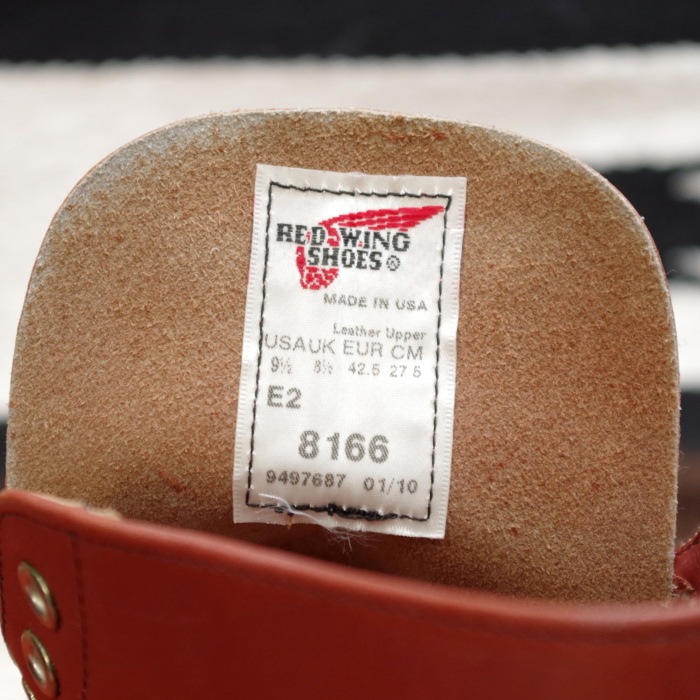 RED WING
SHOES®
MADE IN USA
Leather Upper
USA UK EUR CM
9½ 8½ 42.5 27 5
E2
8166
9497687 01/10